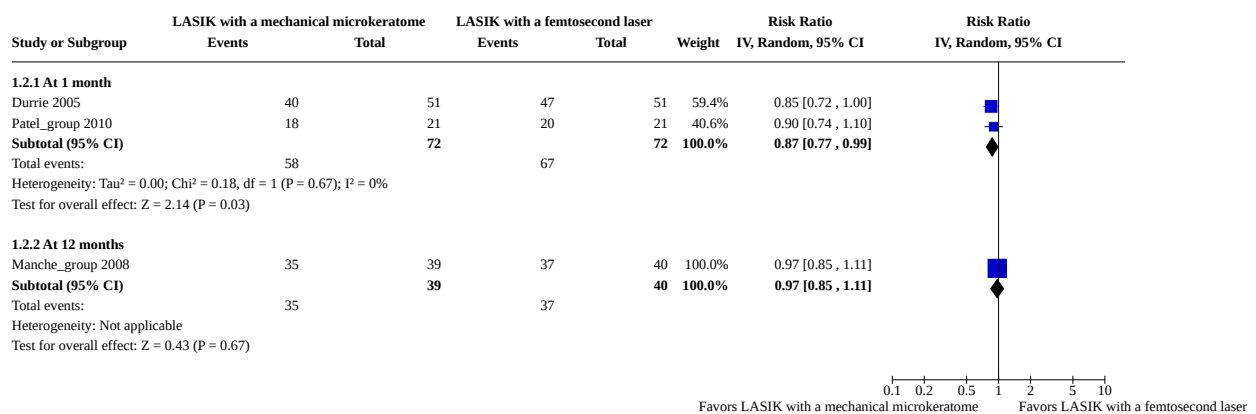 LASIK with a mechanical microkeratome LASIK with a femtosecond laser Risk Ratio Risk Ratio
Study or Subgroup Events Total Events Total Weight IV, Random, 95% CI IV, Random, 95% CI
1.2.1 At 1 month
Durrie 2005 40 51 47 51 59.4% 0.85 [0.72 , 1.00]
Patel_group 2010 18 21 20 21 40.6% 0.90 [0.74 , 1.10]
Subtotal (95% CI) 72 72 100.0% 0.87 [0.77 , 0.99]
Total events: 58 67
Heterogeneity: Tau² = 0.00; Chi² = 0.18, df = 1 (P = 0.67); I² = 0%
Test for overall effect: Z = 2.14 (P = 0.03)
1.2.2 At 12 months
Manche_group 2008 35 39 37 40 100.0% 0.97 [0.85 , 1.11]
Subtotal (95% CI) 39 40 100.0% 0.97 [0.85 , 1.11]
Total events: 35 37
Heterogeneity: Not applicable
Test for overall effect: Z = 0.43 (P = 0.67)
0.1 0.2 0.5 1 2 5 10
Favors LASIK with a mechanical microkeratome Favors LASIK with a femtosecond laser